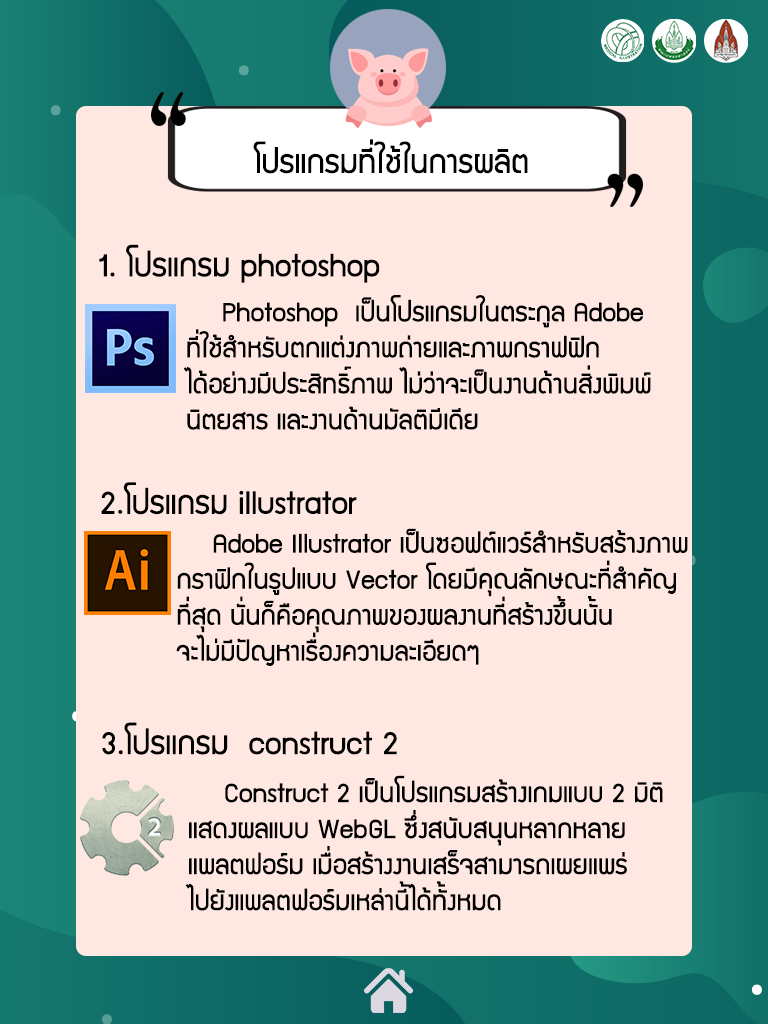 โปรแกรมที่ใช้ในการผลิต
1. โปรแกรม photoshop
Ps
Photoshop เป็นโปรแกรมในตระกูล Adobe
ที่ใช้สำหรับตกแต่งภาพถ่ายและภาพกราฟฟิก
ได้อย่างมีประสิทธิ์ภาพ ไม่ว่าจะเป็นงานด้านสิ่งพิมพ์
นิตยสาร และงานด้านมัลติมีเดีย
2.โปรแกรม illustrator
Ai
Adobe Illustrator เป็นซอฟต์แวร์สำหรับสร้างภาพ
กราฟิกในรูปแบบ Vector โดยมีคุณลักษณะที่สำคัญ
ที่สุด นั่นก็คือคุณภาพของผลงานที่สร้างขึ้นนั้น
จะไม่มีปัญหาเรื่องความละเอียดๆ
3.โปรแกรม construct 2
2
Construct 2 เป็นโปรแกรมสร้างเกมแบบ 2 มิติ
แสดงผลแบบ WebGL ซึ่งสนับสนุนหลากหลาย
แพลตฟอร์ม เมื่อสร้างงานเสร็จสามารถเผยแพร่
ไปยังแพลตฟอร์มเหล่านี้ได้ทั้งหมด